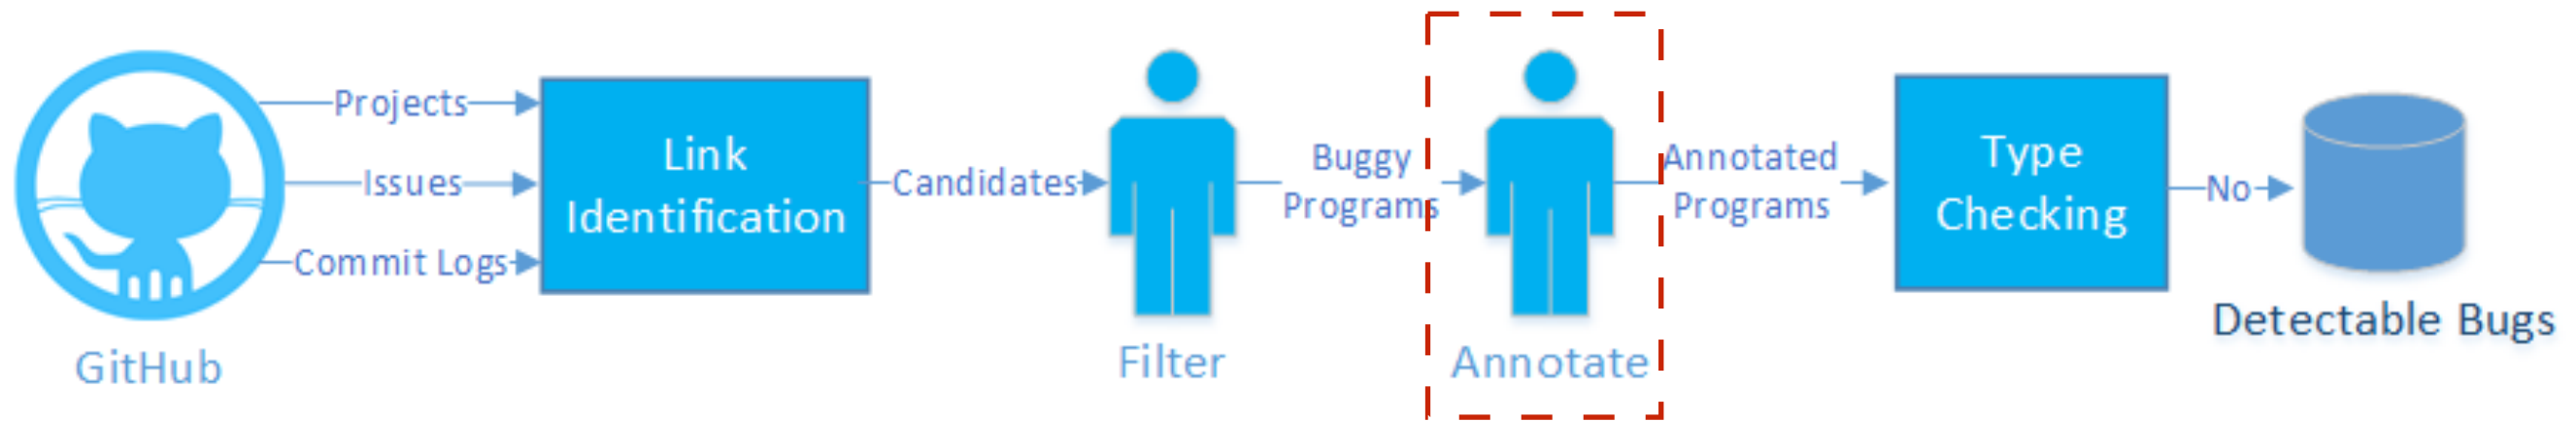 Projects
Issues
Commit Logs
GitHub
Link
Identification
Candidates
Filter
Buggy
Programs
Annotate
Annotated
Programs
Type
Checking
No
Detectable Bugs